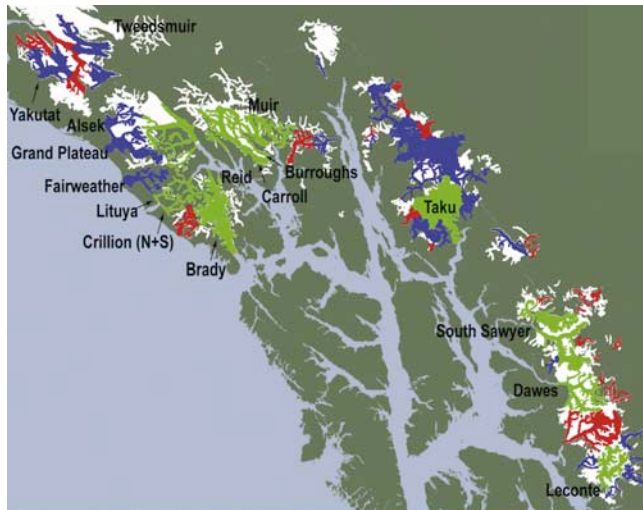 Tweedsmuir
Yakutat
Alsek
Muir
Grand Plateau
Reid
Burroughs
Fairweather
Carroll
Lituya
Taku
Crillion (N+S)
Brady
South Sawyer
Dawes
Leconte